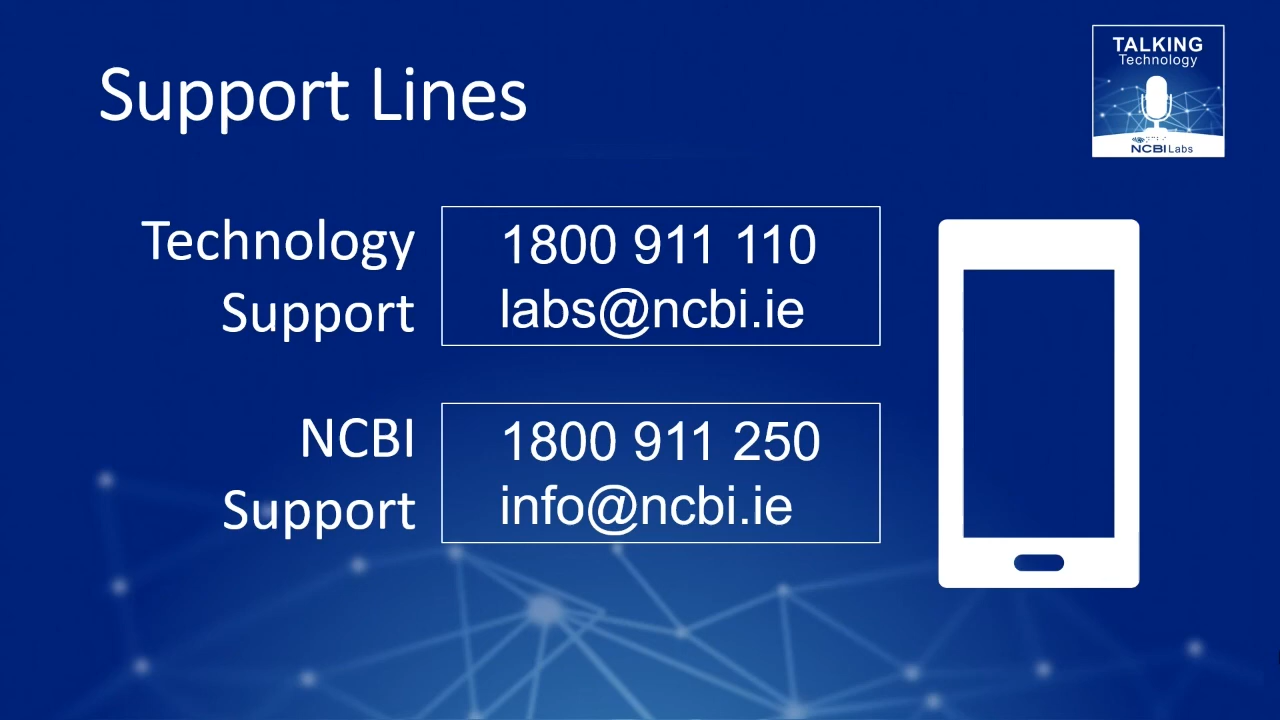 Support Lines
TALKING
Technology
NCBI Labs
Technology
Support
1800 911 110
labs@ncbi.ie
NCBI
Support
1800 911 250
info@ncbi.ie